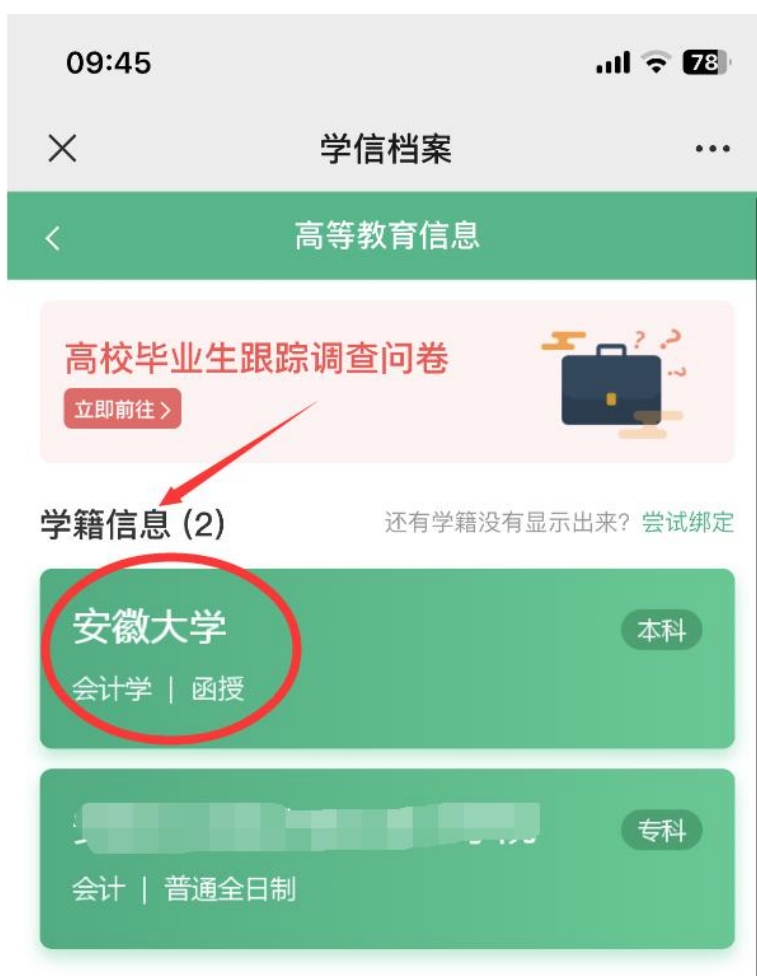 09:45
78
学信档案
高等教育信息
高校毕业生跟踪调查问卷
立即前往
学籍信息 (2)
还有学籍没有显示出来? 尝试绑定
安徽大学
本科
会计学 | 函授
专科
会计 | 普通全日制